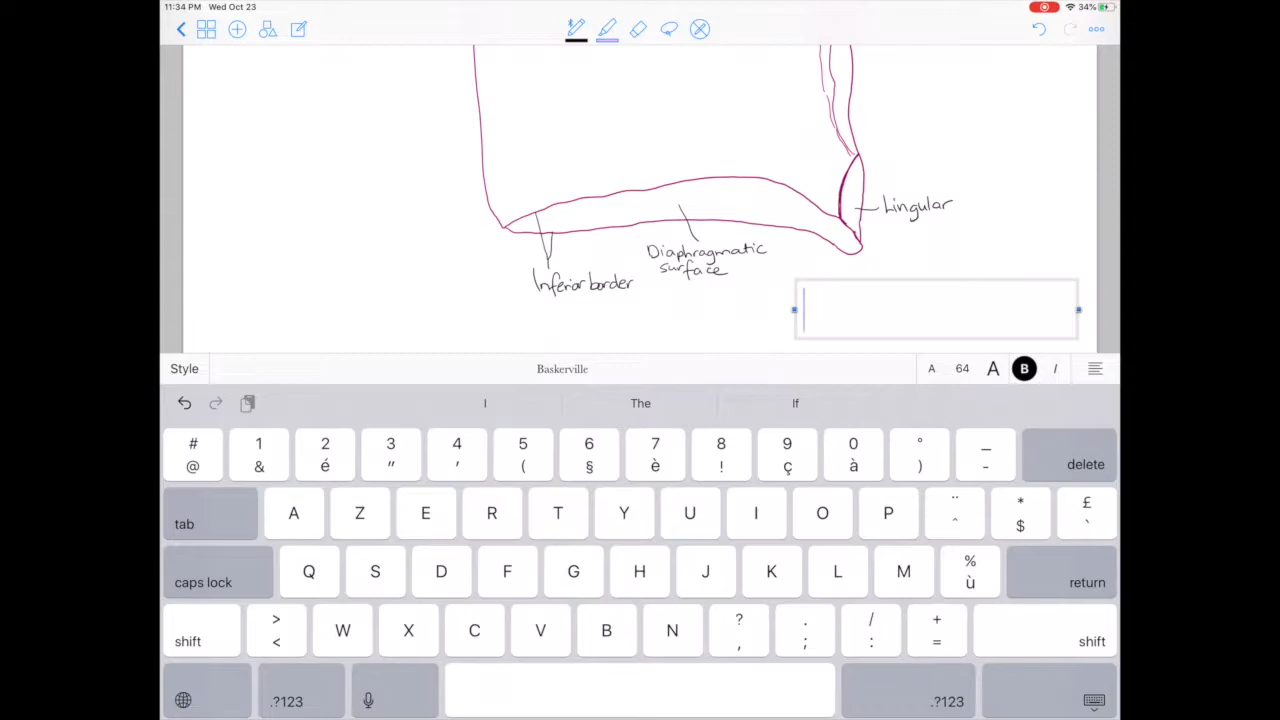 11:34 PM Wed Oct 23
34%
Lingular
Diaphragmatic
surface
Inferior border
Style
Baskerville
A 64 A B I
I The If
# 1 2 3 4 5 6 7 8 9 0 ° _
@ & é " ' ( § è ! ç à ) - delete
tab A Z E R T Y U I O P ¨ ^ * $ £ `
caps lock Q S D F G H J K L M % ù return
shift > < W X C V B N ? , . ; / : + = shift
.?123 .?123